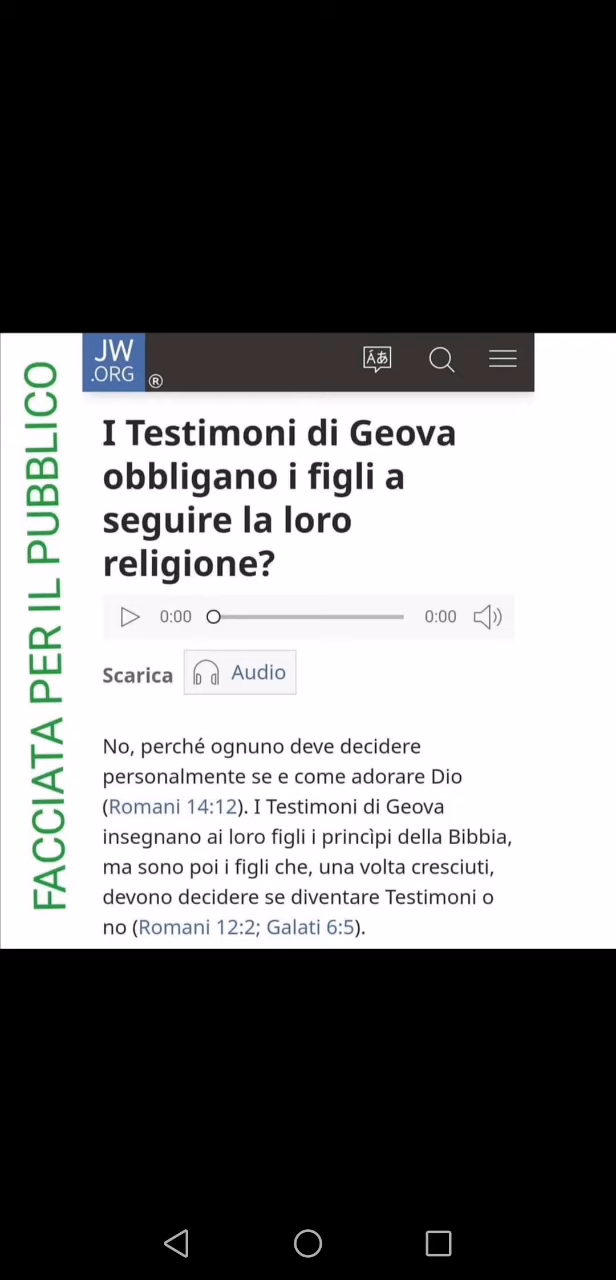 FACCIATA PER IL PUBBLICO
JW
.ORG ®
Áあ
I Testimoni di Geova
obbligano i figli a
seguire la loro
religione?
0:00
0:00
Scarica
Audio
No, perché ognuno deve decidere
personalmente se e come adorare Dio
(Romani 14:12). I Testimoni di Geova
insegnano ai loro figli i princìpi della Bibbia,
ma sono poi i figli che, una volta cresciuti,
devono decidere se diventare Testimoni o
no (Romani 12:2; Galati 6:5).